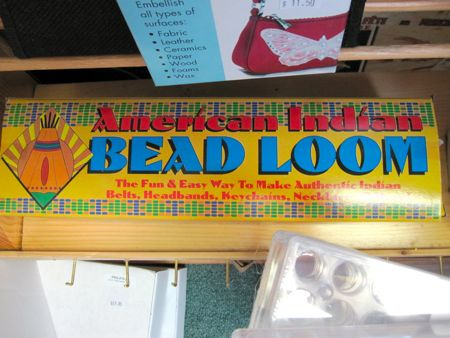 Embellish
all types of
surfaces:
• Fabric
• Leather
• Ceramics
• Paper
• Wood
• Foams
• Wax
$ 11.50
American Indian
BEAD LOOM
The Fun & Easy Way To Make Authentic Indian
Belts, Headbands, Keychains,